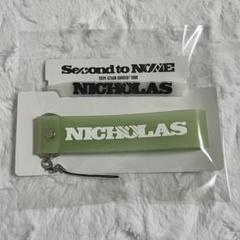 Second to NONE
2024 &TEAM CONCERT TOUR
NICHOLAS
NICHOLAS